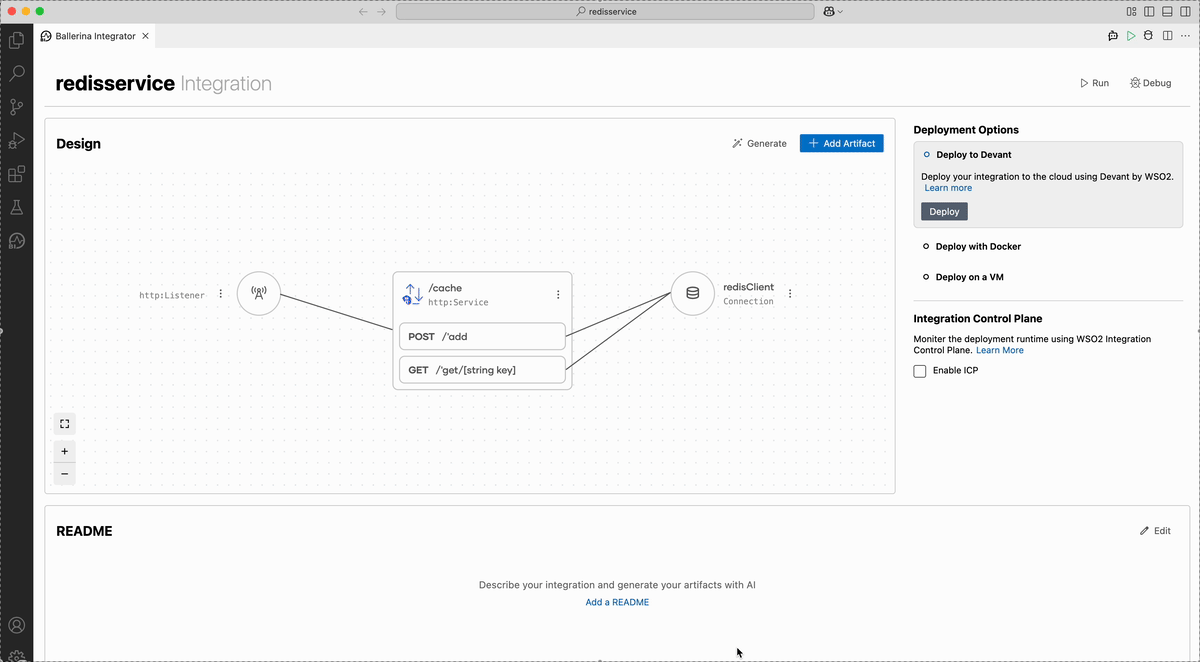 redisservice
Ballerina Integrator
redisservice Integration
Run
Debug
Design
Generate
Add Artifact
http:Listener
/cache
http:Service
POST /'add
GET /'get/[string key]
redisClient
Connection
Deployment Options
Deploy to Devant
Deploy your integration to the cloud using Devant by WSO2.
Learn more
Deploy
Deploy with Docker
Deploy on a VM
Integration Control Plane
Moniter the deployment runtime using WSO2 Integration
Control Plane. Learn More
Enable ICP
README
Edit
Describe your integration and generate your artifacts with AI
Add a README